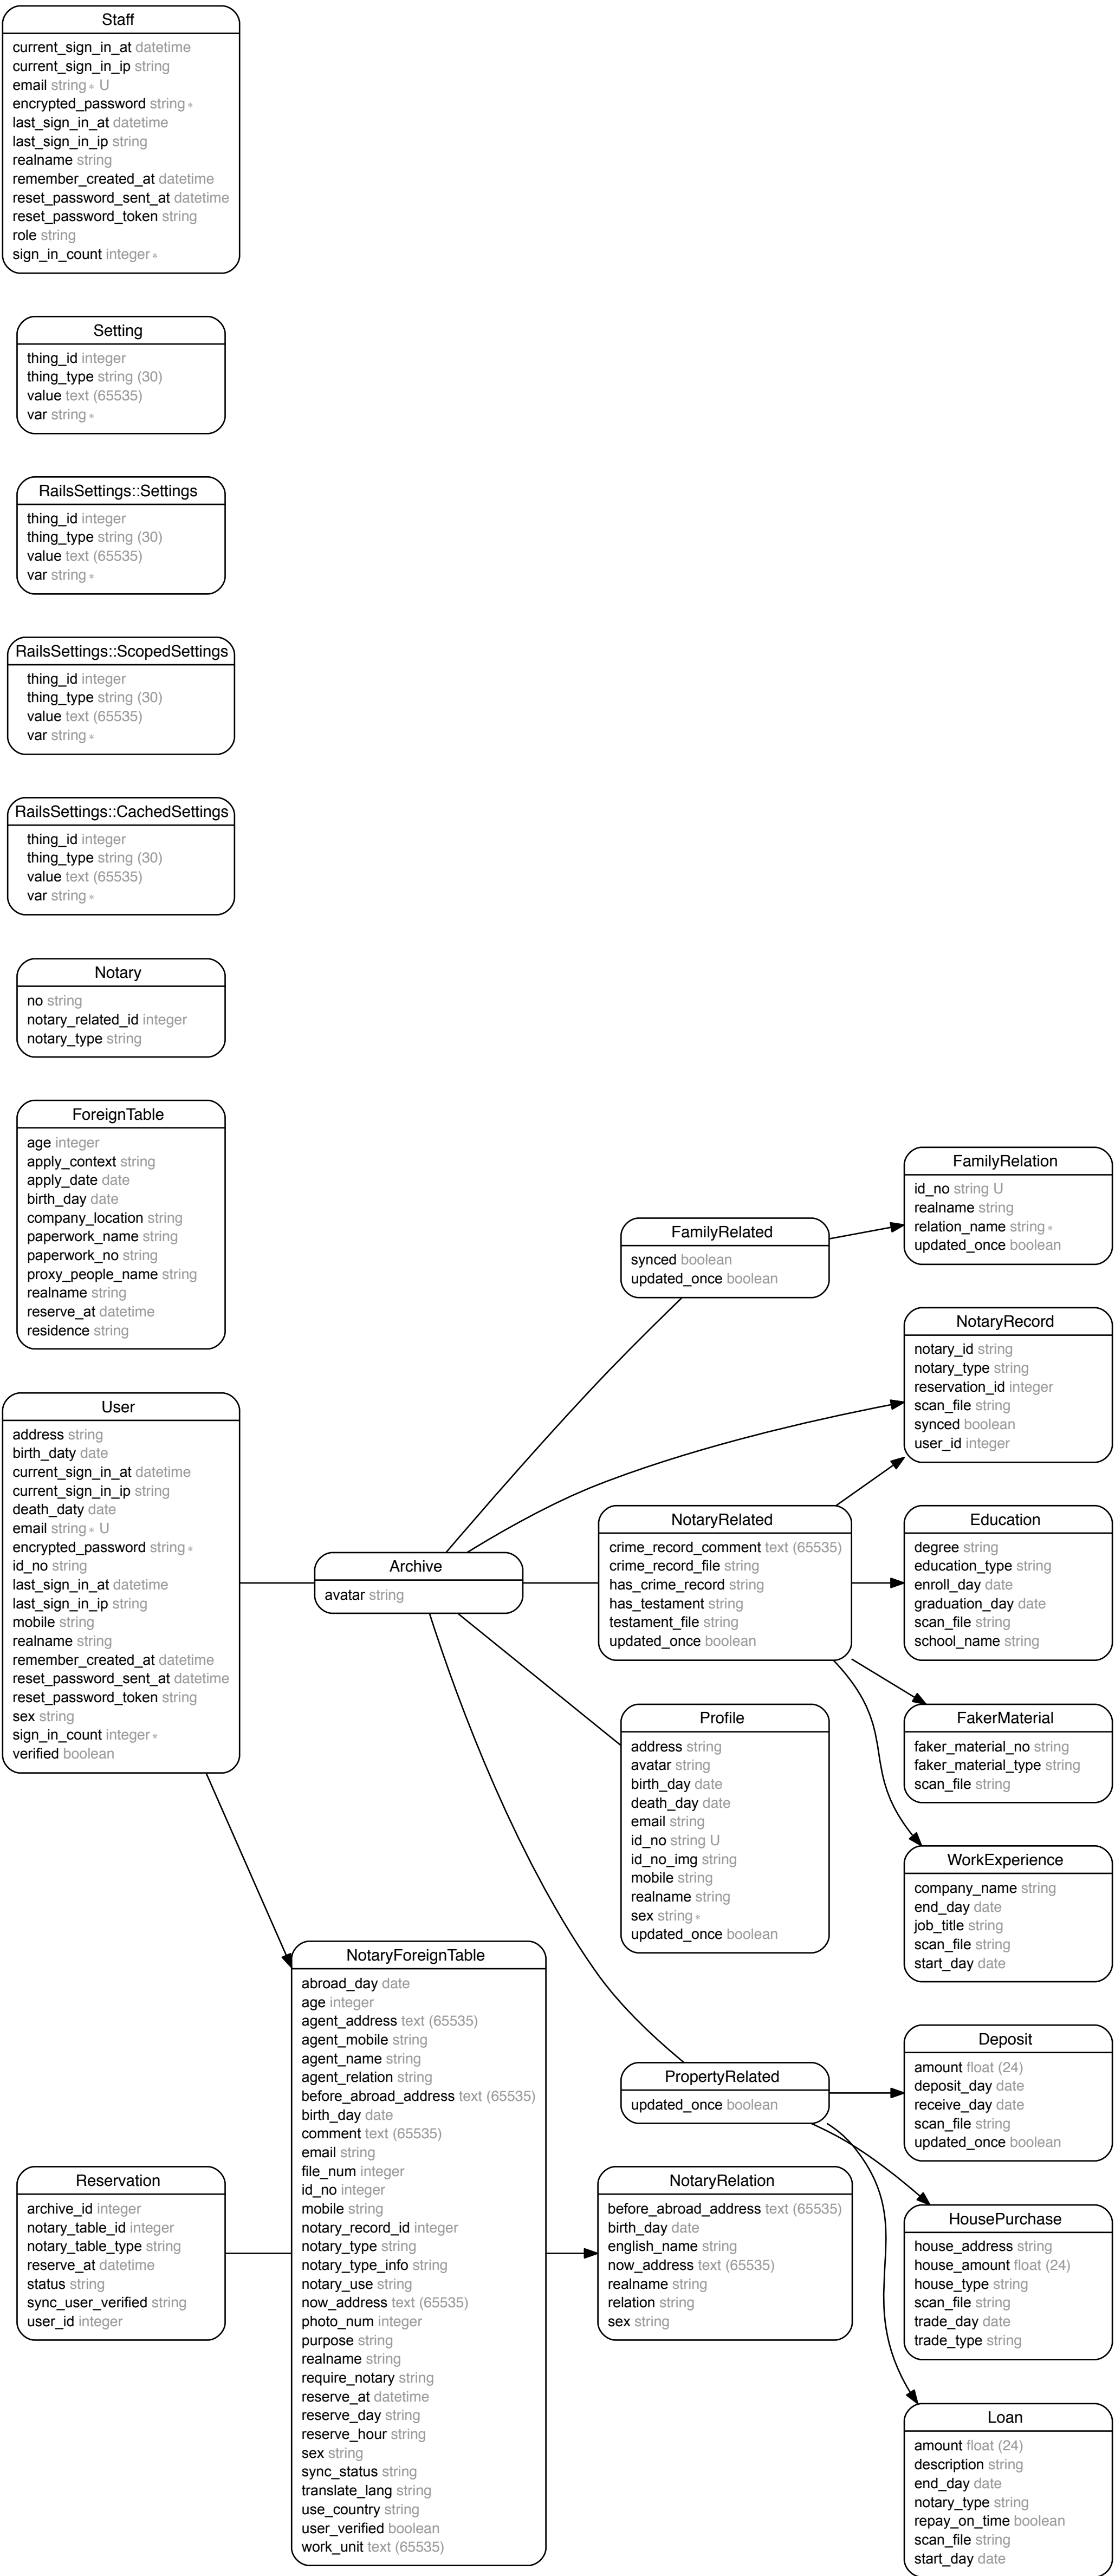 Staff
current_sign_in_at datetime
current_sign_in_ip string
email string * U
encrypted_password string *
last_sign_in_at datetime
last_sign_in_ip string
realname string
remember_created_at datetime
reset_password_sent_at datetime
reset_password_token string
role string
sign_in_count integer *
Setting
thing_id integer
thing_type string (30)
value text (65535)
var string *
RailsSettings::Settings
thing_id integer
thing_type string (30)
value text (65535)
var string *
RailsSettings::ScopedSettings
thing_id integer
thing_type string (30)
value text (65535)
var string *
RailsSettings::CachedSettings
thing_id integer
thing_type string (30)
value text (65535)
var string *
Notary
no string
notary_related_id integer
notary_type string
ForeignTable
age integer
apply_context string
apply_date date
birth_day date
company_location string
paperwork_name string
paperwork_no string
proxy_people_name string
realname string
reserve_at datetime
residence string
User
address string
birth_daty date
current_sign_in_at datetime
current_sign_in_ip string
death_daty date
email string * U
encrypted_password string *
id_no string
last_sign_in_at datetime
last_sign_in_ip string
mobile string
realname string
remember_created_at datetime
reset_password_sent_at datetime
reset_password_token string
sex string
sign_in_count integer *
verified boolean
Reservation
archive_id integer
notary_table_id integer
notary_table_type string
reserve_at datetime
status string
sync_user_verified string
user_id integer
Archive
avatar string
NotaryForeignTable
abroad_day date
age integer
agent_address text (65535)
agent_mobile string
agent_name string
agent_relation string
before_abroad_address text (65535)
birth_day date
comment text (65535)
email string
file_num integer
id_no integer
mobile string
notary_record_id integer
notary_type string
notary_type_info string
notary_use string
now_address text (65535)
photo_num integer
purpose string
realname string
require_notary string
reserve_at datetime
reserve_day string
reserve_hour string
sex string
sync_status string
translate_lang string
use_country string
user_verified boolean
work_unit text (65535)
FamilyRelated
synced boolean
updated_once boolean
NotaryRelated
crime_record_comment text (65535)
crime_record_file string
has_crime_record string
has_testament string
testament_file string
updated_once boolean
Profile
address string
avatar string
birth_day date
death_day date
email string
id_no string U
id_no_img string
mobile string
realname string
sex string *
updated_once boolean
PropertyRelated
updated_once boolean
NotaryRelation
before_abroad_address text (65535)
birth_day date
english_name string
now_address text (65535)
realname string
relation string
sex string
FamilyRelation
id_no string U
realname string
relation_name string *
updated_once boolean
NotaryRecord
notary_id string
notary_type string
reservation_id integer
scan_file string
synced boolean
user_id integer
Education
degree string
education_type string
enroll_day date
graduation_day date
scan_file string
school_name string
FakerMaterial
faker_material_no string
faker_material_type string
scan_file string
WorkExperience
company_name string
end_day date
job_title string
scan_file string
start_day date
Deposit
amount float (24)
deposit_day date
receive_day date
scan_file string
updated_once boolean
HousePurchase
house_address string
house_amount float (24)
house_type string
scan_file string
trade_day date
trade_type string
Loan
amount float (24)
description string
end_day date
notary_type string
repay_on_time boolean
scan_file string
start_day date